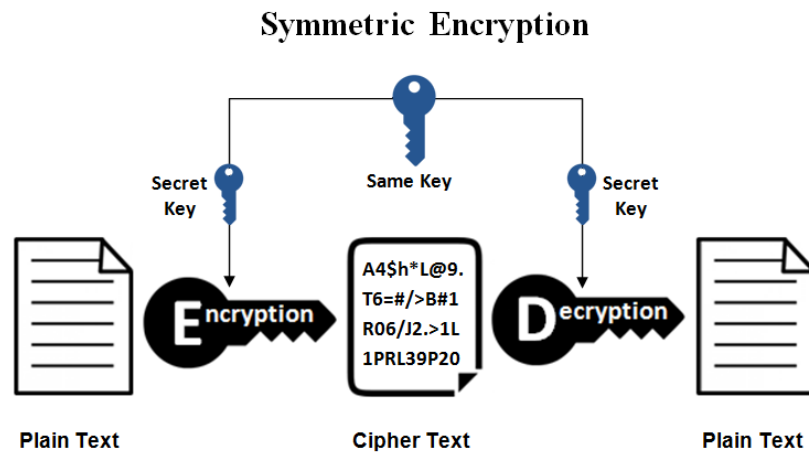 Symmetric Encryption
Same Key
Secret
Key
Secret
Key
Encryption
A4$h*L@9.
T6=#/>B#1
R06/J2.>1L
1PRL39P20
Decryption
Plain Text
Cipher Text
Plain Text